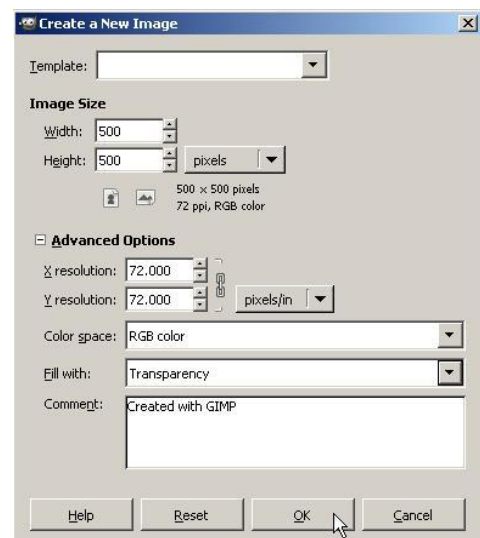 Create a New Image
Template:
Image Size
Width: 500
Height: 500 pixels
500 × 500 pixels
72 ppi, RGB color
Advanced Options
X resolution: 72.000
Y resolution: 72.000 pixels/in
Color space: RGB color
Fill with: Transparency
Comment: Created with GIMP
Help Reset OK Cancel